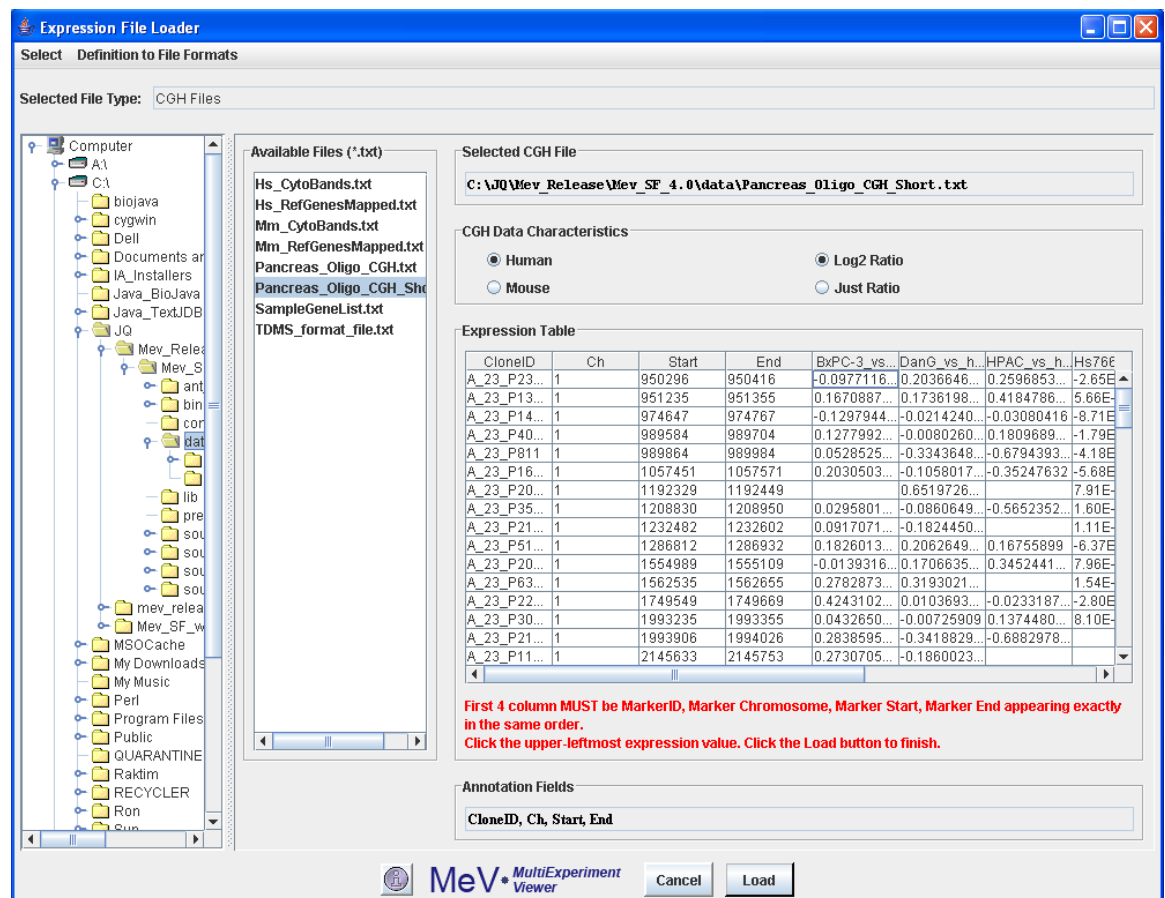 Expression File Loader
Select Definition to File Formats
Selected File Type: CGH Files
Computer
A:\
C:\
biojava
cygwin
Dell
Documents ar
IA_Installers
Java_BioJava
Java_TextJDB
JQ
Mev_Relea
Mev_S
ant
bin
cor
dat
lib
pre
sou
sou
sou
sou
mev_relea
Mev_SF_w
MSOCache
My Downloads
My Music
Perl
Program Files
Public
QUARANTINE
Raktim
RECYCLER
Ron
Sun
Available Files (*.txt)
Hs_CytoBands.txt
Hs_RefGenesMapped.txt
Mm_CytoBands.txt
Mm_RefGenesMapped.txt
Pancreas_Oligo_CGH.txt
Pancreas_Oligo_CGH_Sho
SampleGeneList.txt
TDMS_format_file.txt
Selected CGH File
C:\JQ\Mev_Release\Mev_SF_4.0\data\Pancreas_Oligo_CGH_Short.txt
CGH Data Characteristics
Human Log2 Ratio
Mouse Just Ratio
Expression Table
CloneID Ch Start End BxPC-3_vs... DanG_vs_h... HPAC_vs_h... Hs766
A_23_P23... 1 950296 950416 -0.0977116... 0.2036646... 0.2596853... -2.65E
A_23_P13... 1 951235 951355 0.1670887... 0.1736198... 0.4184786... 5.66E-
A_23_P14... 1 974647 974767 -0.1297944... -0.0214240... -0.03080416 -8.71E
A_23_P40... 1 989584 989704 0.1277992... -0.0080260... 0.1809689... -1.79E
A_23_P811 1 989864 989984 0.0528525... -0.3343648... -0.6794393... -4.18E
A_23_P16... 1 1057451 1057571 0.2030503... -0.1058017... -0.35247632 -5.68E
A_23_P20... 1 1192329 1192449 0.6519726... 7.91E-
A_23_P35... 1 1208830 1208950 0.0295801... -0.0860649... -0.5652352... 1.60E-
A_23_P21... 1 1232482 1232602 0.0917071... -0.1824450... 1.11E-
A_23_P51... 1 1286812 1286932 0.1826013... 0.2062649... 0.16755899 -6.37E
A_23_P20... 1 1554989 1555109 -0.0139316... 0.1706635... 0.3452441... 7.96E-
A_23_P63... 1 1562535 1562655 0.2782873... 0.3193021... 1.54E-
A_23_P22... 1 1749549 1749669 0.4243102... 0.0103693... -0.0233187... -2.80E
A_23_P30... 1 1993235 1993355 0.0432650... -0.00725909 0.1374480... 8.10E-
A_23_P21... 1 1993906 1994026 0.2838595... -0.3418829... -0.6882978...
A_23_P11... 1 2145633 2145753 0.2730705... -0.1860023...
First 4 column MUST be MarkerID, Marker Chromosome, Marker Start, Marker End appearing exactly
in the same order.
Click the upper-leftmost expression value. Click the Load button to finish.
Annotation Fields
CloneID, Ch, Start, End
MeV MultiExperiment
Viewer
Cancel Load